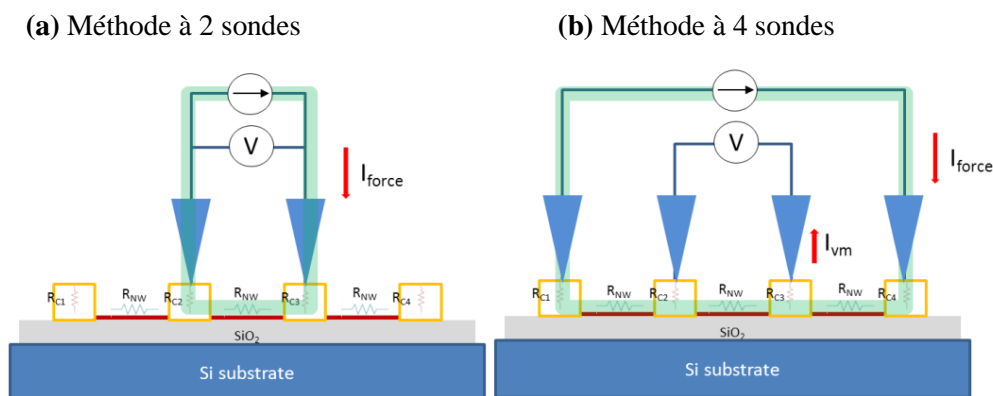 (a) Méthode à 2 sondes
(b) Méthode à 4 sondes
V
I_force
R_C1
R_NW
R_C2
R_NW
R_C3
R_NW
R_C4
SiO₂
Si substrate
V
I_force
I_vm
R_C1
R_NW
R_C2
R_NW
R_C3
R_NW
R_C4
SiO₂
Si substrate